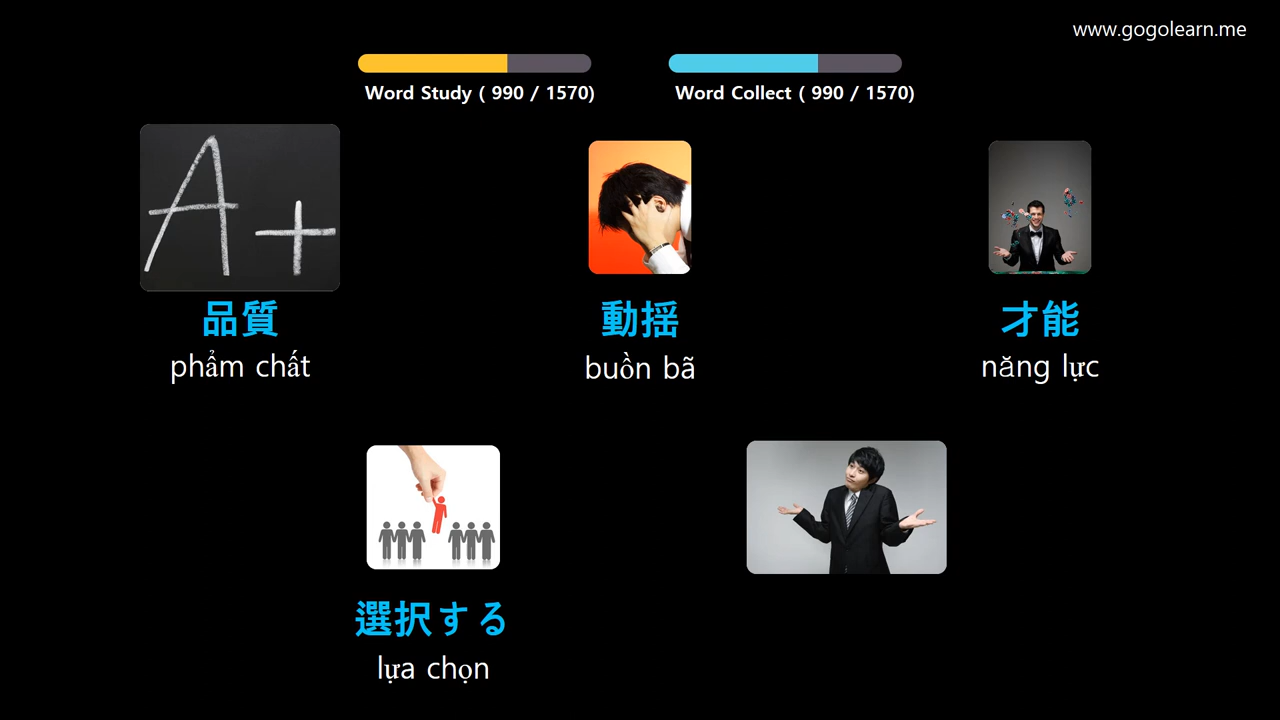 www.gogolearn.me
Word Study ( 990 / 1570)
Word Collect ( 990 / 1570)
A+
品質
phẩm chất
動揺
buồn bã
才能
năng lực
選択する
lựa chọn